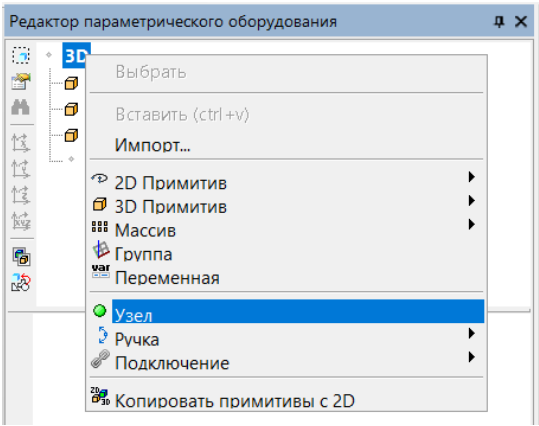 Редактор параметрического оборудования
3D
Выбрать
Вставить (ctrl+v)
Импорт...
2D Примитив
3D Примитив
Массив
Группа
var
Переменная
Узел
Ручка
Подключение
Копировать примитивы с 2D